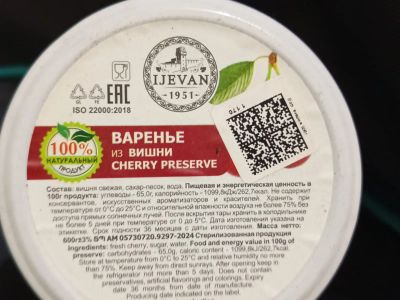 IJEVAN
1951
EAC
GL FE
ISO 22000:2018
100%
НАТУРАЛЬНЫЙ
ПРОДУКТ
ВАРЕНЬЕ
ИЗ ВИШНИ
CHERRY PRESERVE
Состав: вишня свежая, сахар-песок, вода. Пищевая и энергетическая ценность в
100г продукта: углеводы - 65,0г, калорийность - 1099,8кДж/262,7ккал. Не содержит
консервантов, искусственных ароматизаторов и красителей. Хранить при
температуре от 0°C до 25°C и относительной влажности воздуха не более 75% без
доступа прямых солнечных лучей. После вскрытия тары хранить в холодильнике
не более 5 дней при температуре от 0 до 5°C. Дата изготовления указана на
этикетке. Срок годности 36 месяцев с даты изготовления.
600г±3% AM 05730720.9297-2024 Стерилизованная продукция
Ingredients: fresh cherry, sugar, water. Food and energy value in 100g of
preserve: carbohydrates - 65.0g, caloric content - 1099,8kJ/262,7kcal.
Store at temperature from 0°C to 25°C and relative humidity no more
than 75%. Keep away from direct sunrays. After opening keep in
the refrigerator not more than 5 days. Does not contain
preservatives, artificial flavorings and colorings. Expiry
date 36 months from date of manufacture.
Producing date indicated on the label.